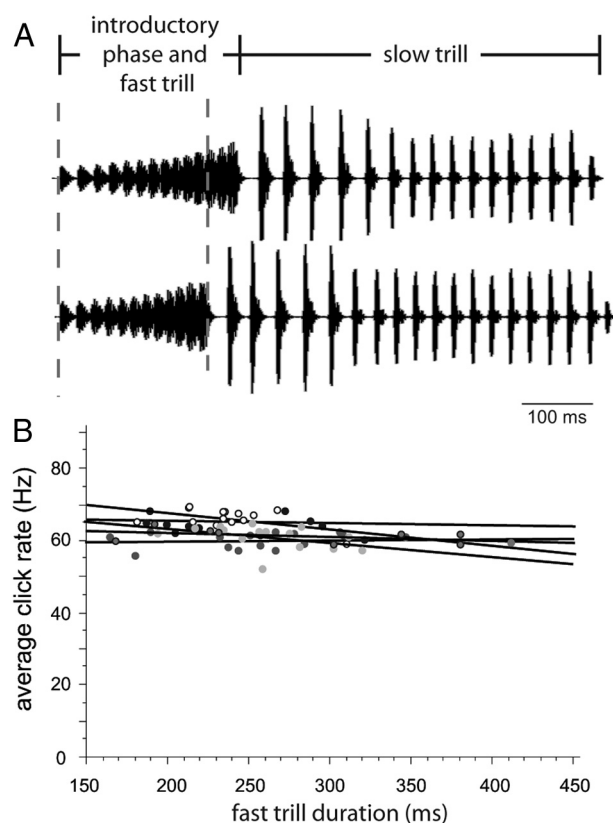 A
introductory
phase and
fast trill
slow trill
100 ms
B
average click rate (Hz)
80
60
40
20
0
150 200 250 300 350 400 450
fast trill duration (ms)